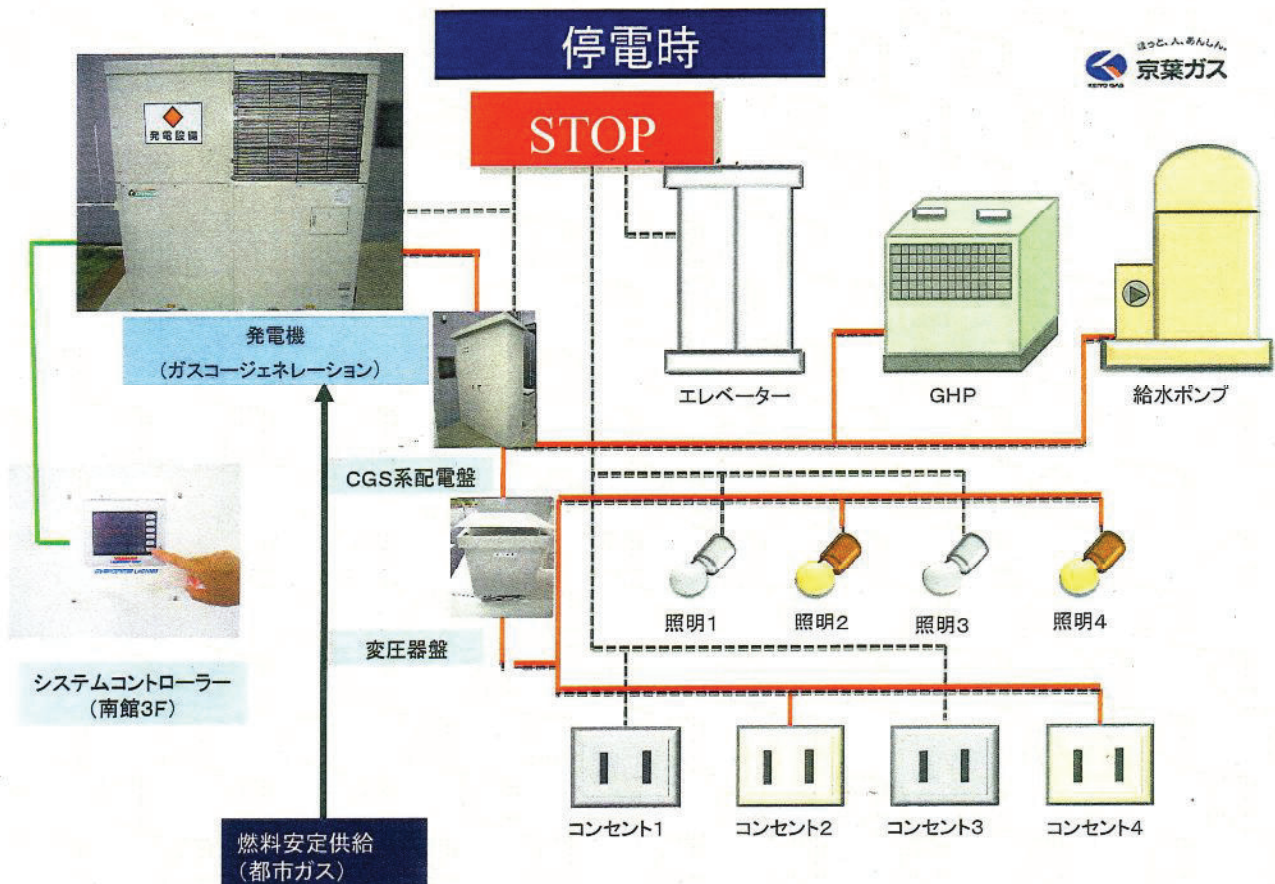 停電時
ほっと、人、あんしん。
京葉ガス
KEIYO GAS
STOP
発電設備
発電機
(ガスコージェネレーション)
エレベーター
GHP
給水ポンプ
CGS系配電盤
照明1
照明2
照明3
照明4
変圧器盤
システムコントローラー
(南館3F)
コンセント1
コンセント2
コンセント3
コンセント4
燃料安定供給
(都市ガス)